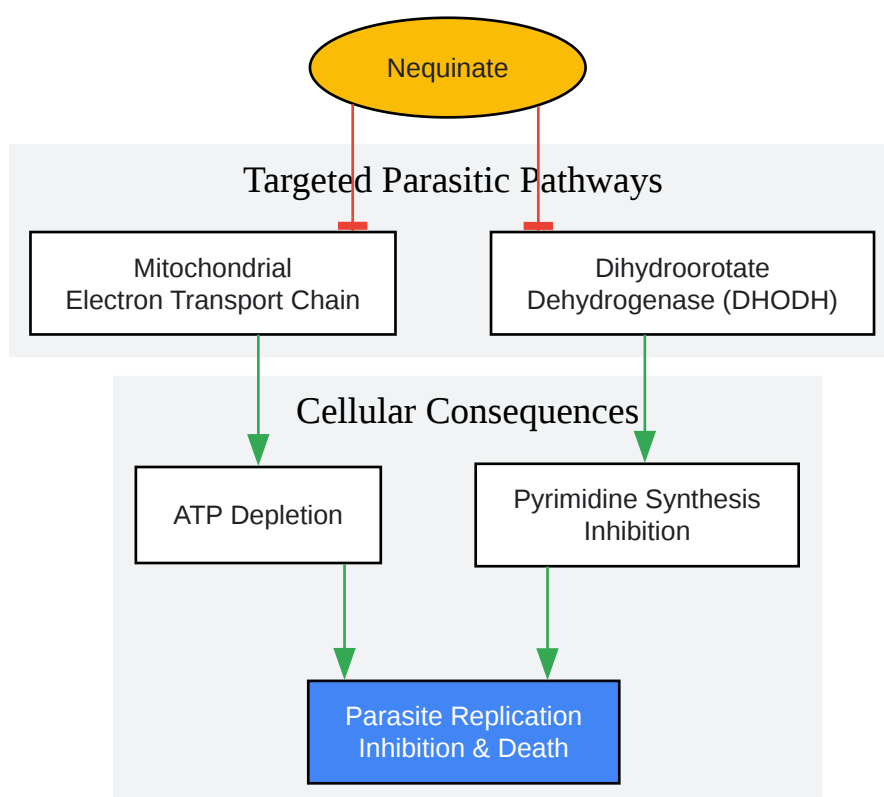 Nequinate
Targeted Parasitic Pathways
Mitochondrial
Electron Transport Chain
Dihydroorotate
Dehydrogenase (DHODH)
Cellular Consequences
ATP Depletion
Pyrimidine Synthesis
Inhibition
Parasite Replication
Inhibition & Death